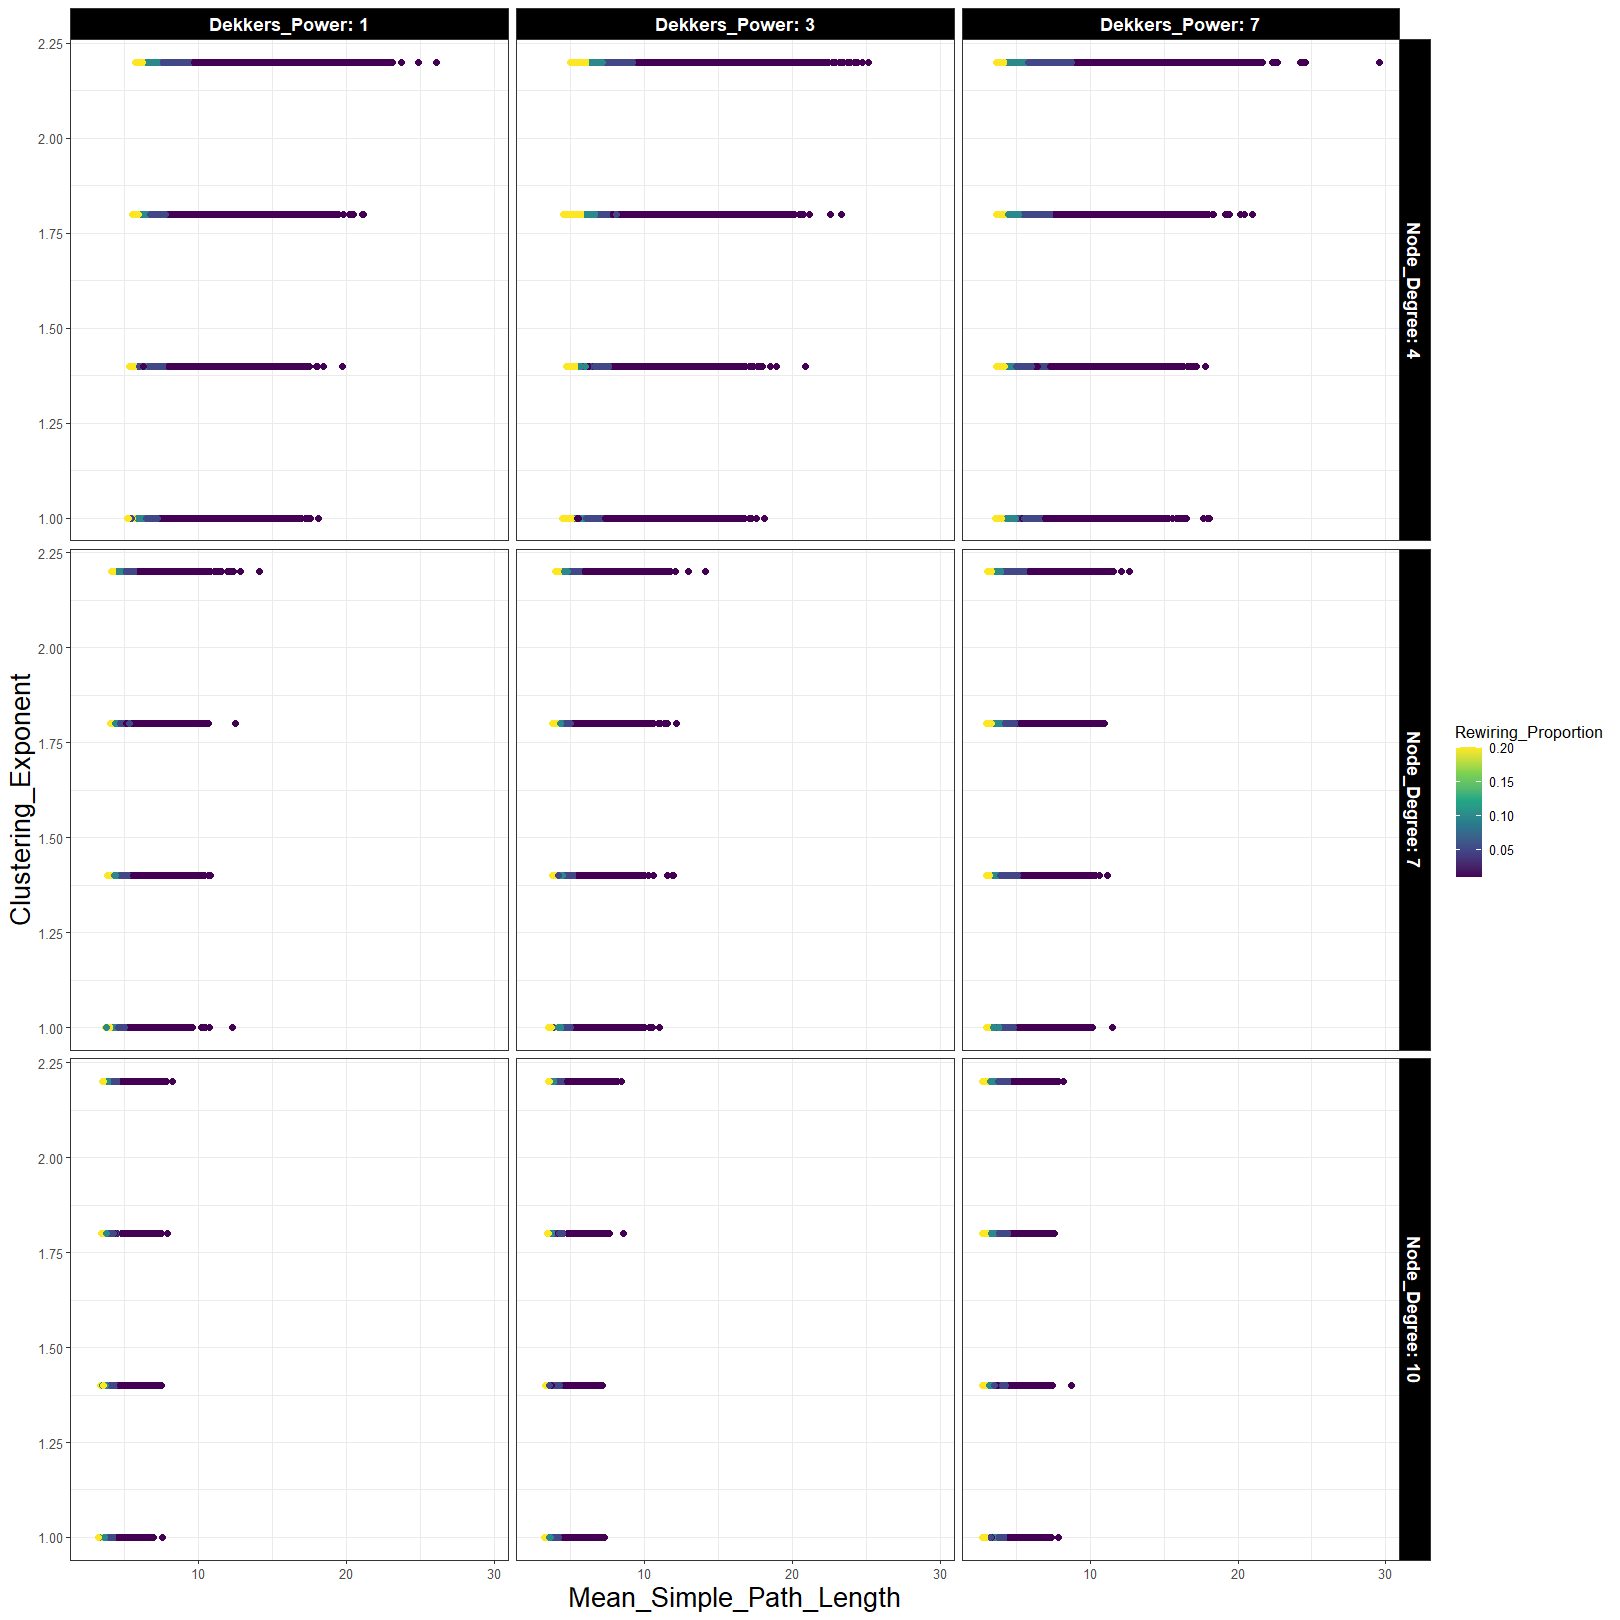 Dekkers_Power: 1
Dekkers_Power: 3
Dekkers_Power: 7
2.25
2.00
1.75
1.50
1.25
1.00
Node_Degree: 4
2.25
2.00
1.75
1.50
1.25
1.00
Node_Degree: 7
2.25
2.00
1.75
1.50
1.25
1.00
Node_Degree: 10
Clustering_Exponent
10 20 30
10 20 30
10 20 30
Mean_Simple_Path_Length
Rewiring_Proportion
0.20
0.15
0.10
0.05